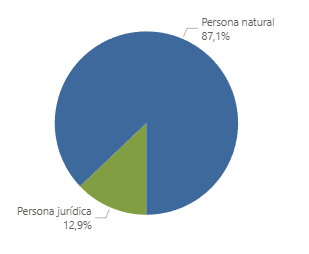 Persona natural
87,1%
Persona jurídica
12,9%